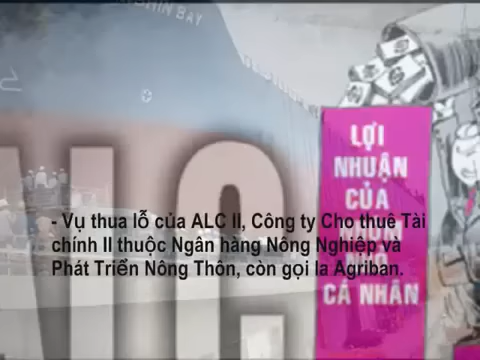 LỢI
NHUẬN
CỦA
CÁ NHÂN
- Vụ thua lỗ của ALC II, Công ty Cho thuê Tài
chính II thuộc Ngân hàng Nông Nghiệp và
Phát Triển Nông Thôn, còn gọi la Agriban.